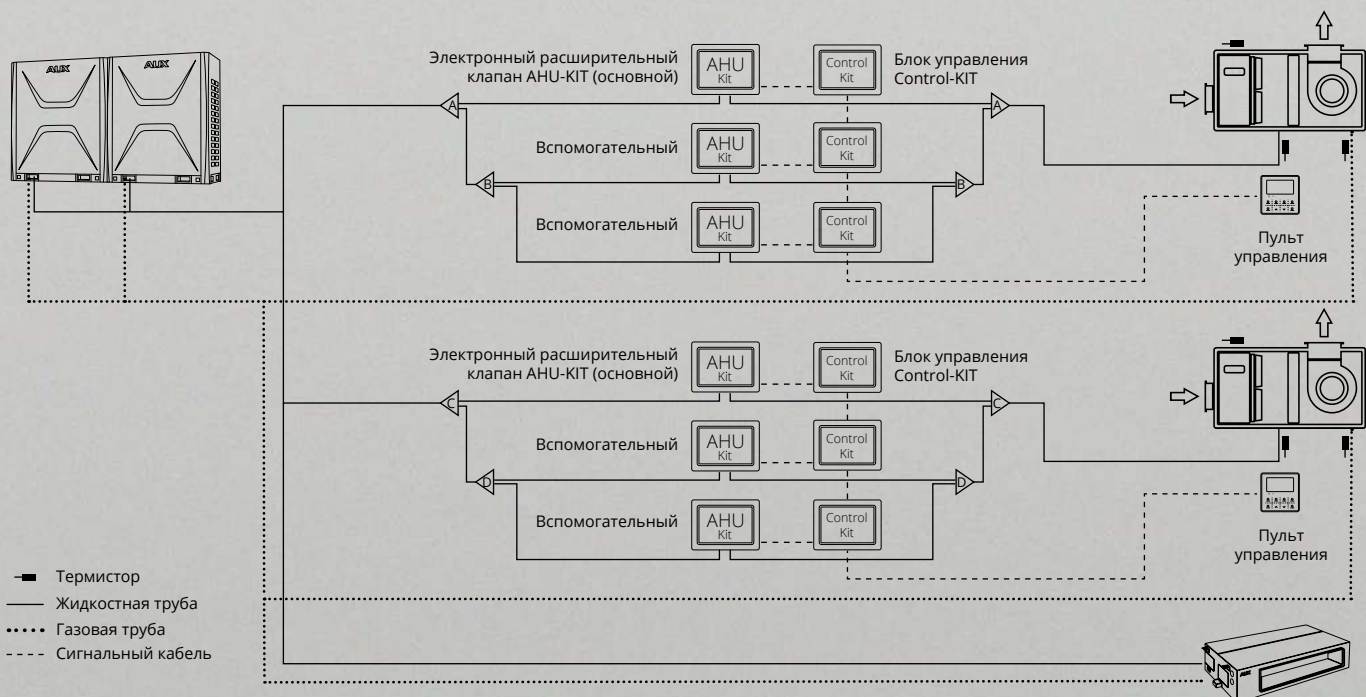 AUX AUX
Электронный расширительный
клапан AHU-KIT (основной)
AHU
Kit
Control
Kit
Блок управления
Control-KIT
A
A
Вспомогательный
AHU
Kit
Control
Kit
B
B
Вспомогательный
AHU
Kit
Control
Kit
Пульт
управления
Электронный расширительный
клапан AHU-KIT (основной)
AHU
Kit
Control
Kit
Блок управления
Control-KIT
C
C
Вспомогательный
AHU
Kit
Control
Kit
D
D
Вспомогательный
AHU
Kit
Control
Kit
Пульт
управления
Термистор
Жидкостная труба
Газовая труба
Сигнальный кабель
AUX